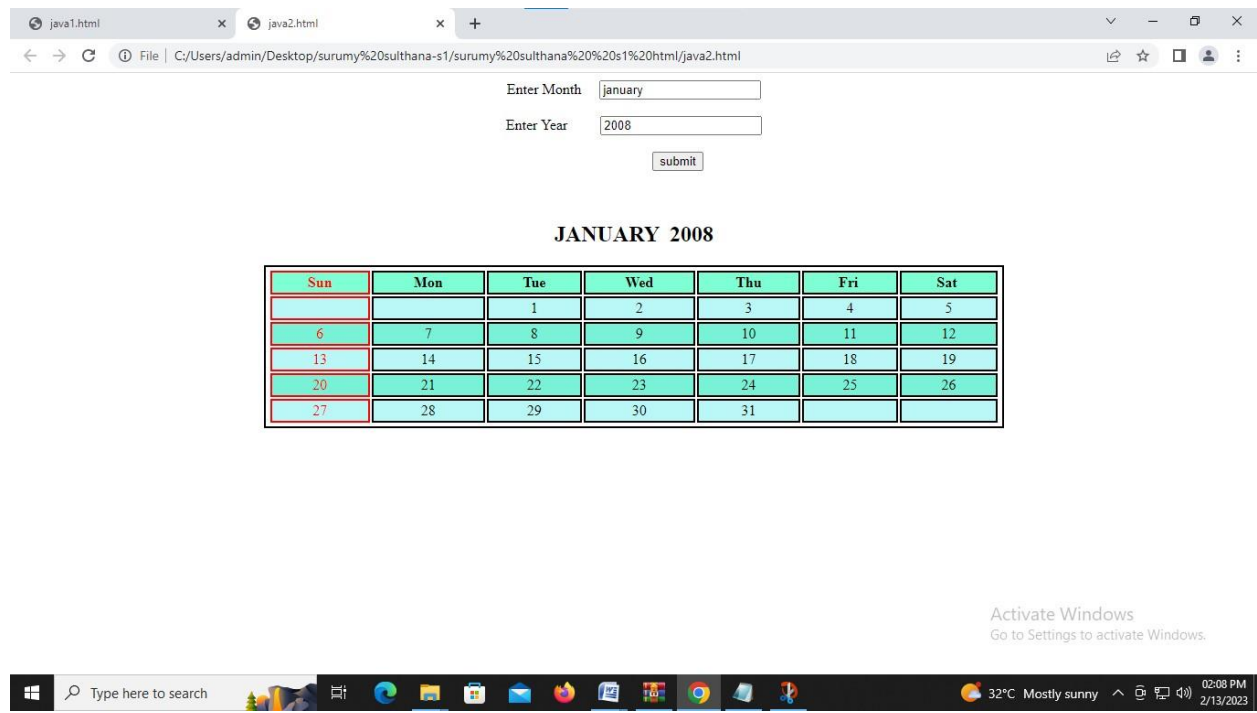 java1.html
java2.html
File
C:/Users/admin/Desktop/surumy%20sulthana-s1/surumy%20sulthana%20%20s1%20html/java2.html
Enter Month january
Enter Year 2008
submit
JANUARY 2008
Sun Mon Tue Wed Thu Fri Sat
1 2 3 4 5
6 7 8 9 10 11 12
13 14 15 16 17 18 19
20 21 22 23 24 25 26
27 28 29 30 31
Activate Windows
Go to Settings to activate Windows.
Type here to search
32°C Mostly sunny
02:08 PM
2/13/2023